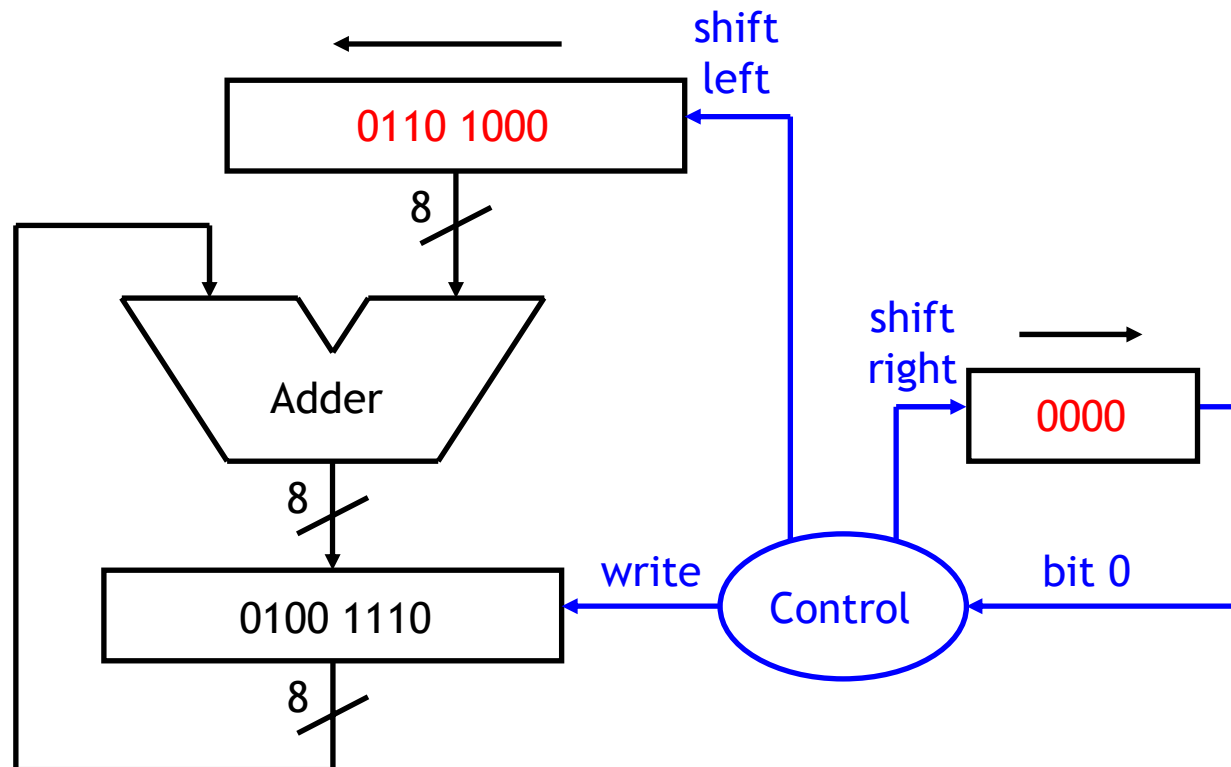 shift
left
0110 1000
8
shift
right
Adder
0000
8
write
bit 0
Control
0100 1110
8